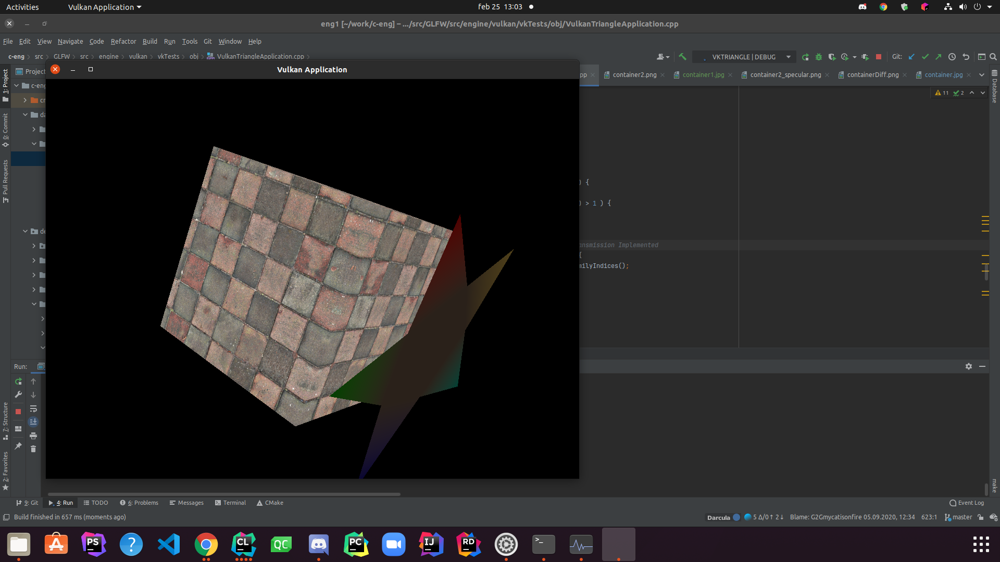 Activities
Vulkan Application
feb 25 13:03
eng1 [~/work/c-eng] – .../src/GLFW/src/engine/vulkan/vkTests/obj/VulkanTriangleApplication.cpp
File Edit View Navigate Code Refactor Build Run Tools Git Window Help
c-eng src GLFW src engine vulkan vkTests obj VulkanTriangleApplication.cpp
VKTRIANGLE | DEBUG
Git:
Project
Vulkan Application
pp container2.png container1.jpg container2_specular.png containerDiff.png container.jpg
11 2
1: Project
0: Commit
Pull Requests
7: Structure
2: Favorites
Database
make
c-eng
cm
da
de
) {
) > 1 ) {
ansmission Implemented
{
milyIndices();
Run:
9: Git 4: Run TODO 6: Problems Messages Terminal CMake
Event Log
Build finished in 657 ms (moments ago)
Darcula 5 Δ/0↑ 2↓ Blame: G2Gmycatisonfire 05.09.2020, 12:34 623:1 master
PS
?
CL
QC
PC
IJ
RD
>_